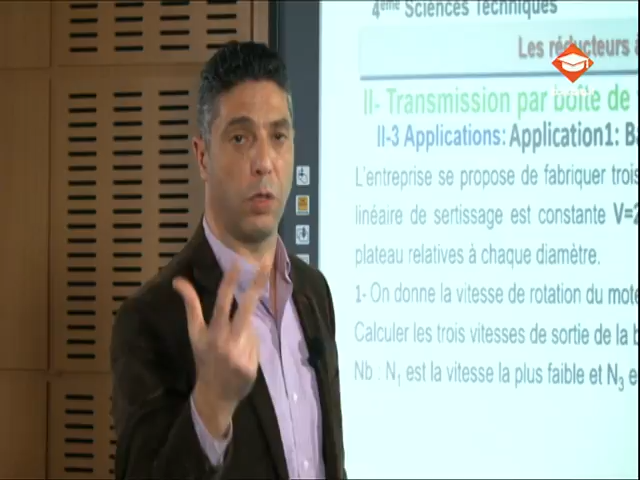 4ème Sciences Techniques
Les réducteurs à
II- Transmission par boîte de
II-3 Applications: Application1: Ba
L'entreprise se propose de fabriquer trois
linéaire de sertissage est constante V=2
plateau relatives à chaque diamètre.
1- On donne la vitesse de rotation du mote
Calculer les trois vitesses de sortie de la b
Nb : N₁ est la vitesse la plus faible et N₃ e